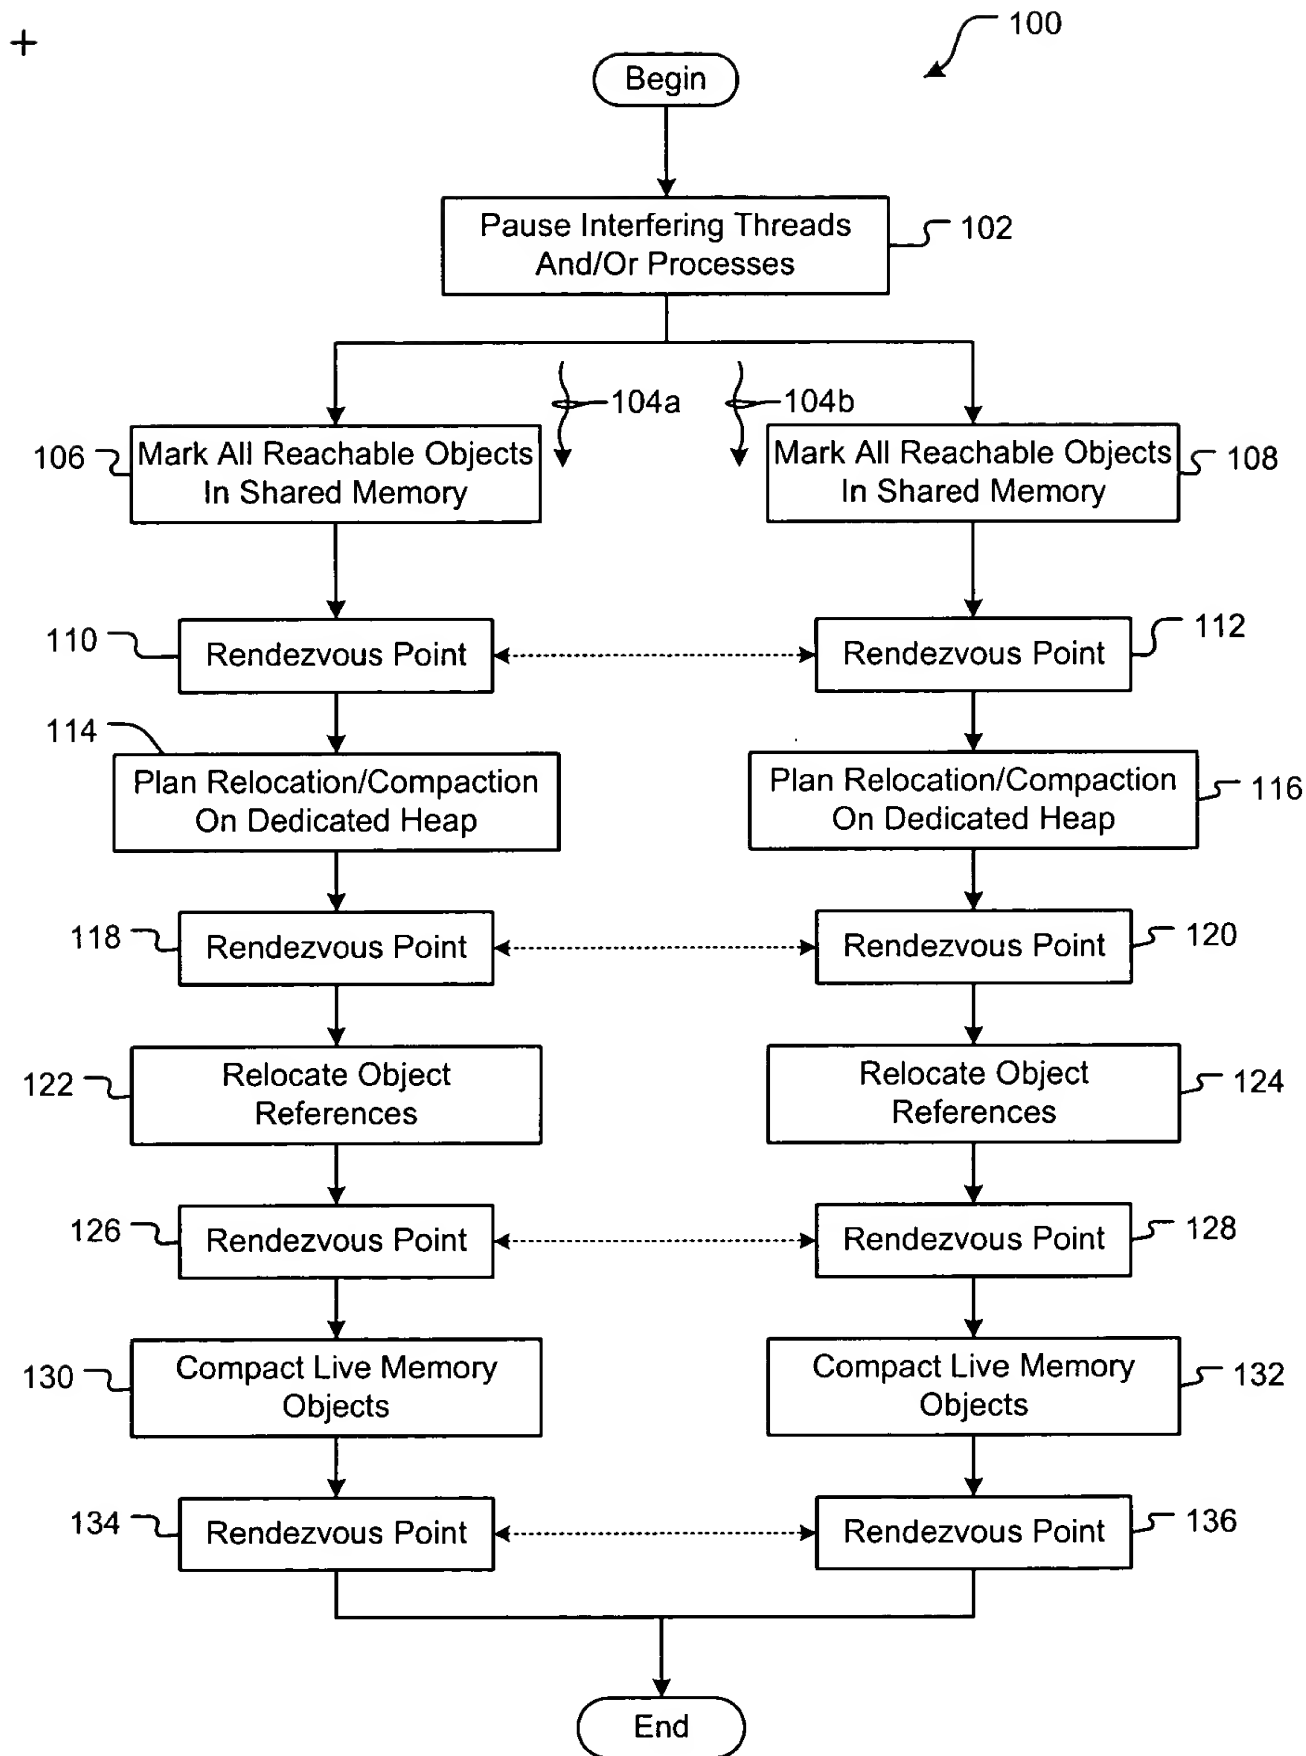 +
100
Begin
Pause Interfering Threads
And/Or Processes
102
104a
104b
106
Mark All Reachable Objects
In Shared Memory
Mark All Reachable Objects
In Shared Memory
108
110
Rendezvous Point
Rendezvous Point
112
114
Plan Relocation/Compaction
On Dedicated Heap
Plan Relocation/Compaction
On Dedicated Heap
116
118
Rendezvous Point
Rendezvous Point
120
122
Relocate Object
References
Relocate Object
References
124
126
Rendezvous Point
Rendezvous Point
128
130
Compact Live Memory
Objects
Compact Live Memory
Objects
132
134
Rendezvous Point
Rendezvous Point
136
End